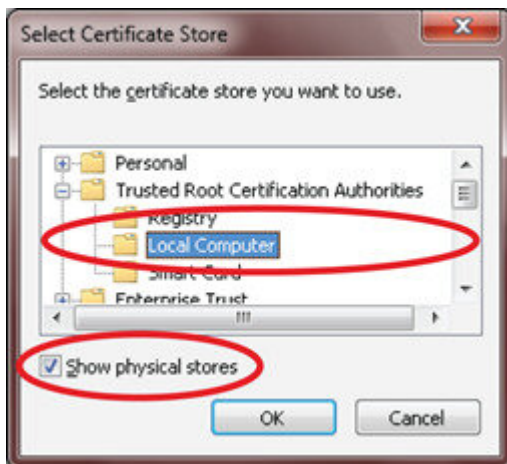 Select Certificate Store
Select the certificate store you want to use.
Personal
Trusted Root Certification Authorities
Registry
Local Computer
Smart Card
Enterprise Trust
Show physical stores
OK Cancel